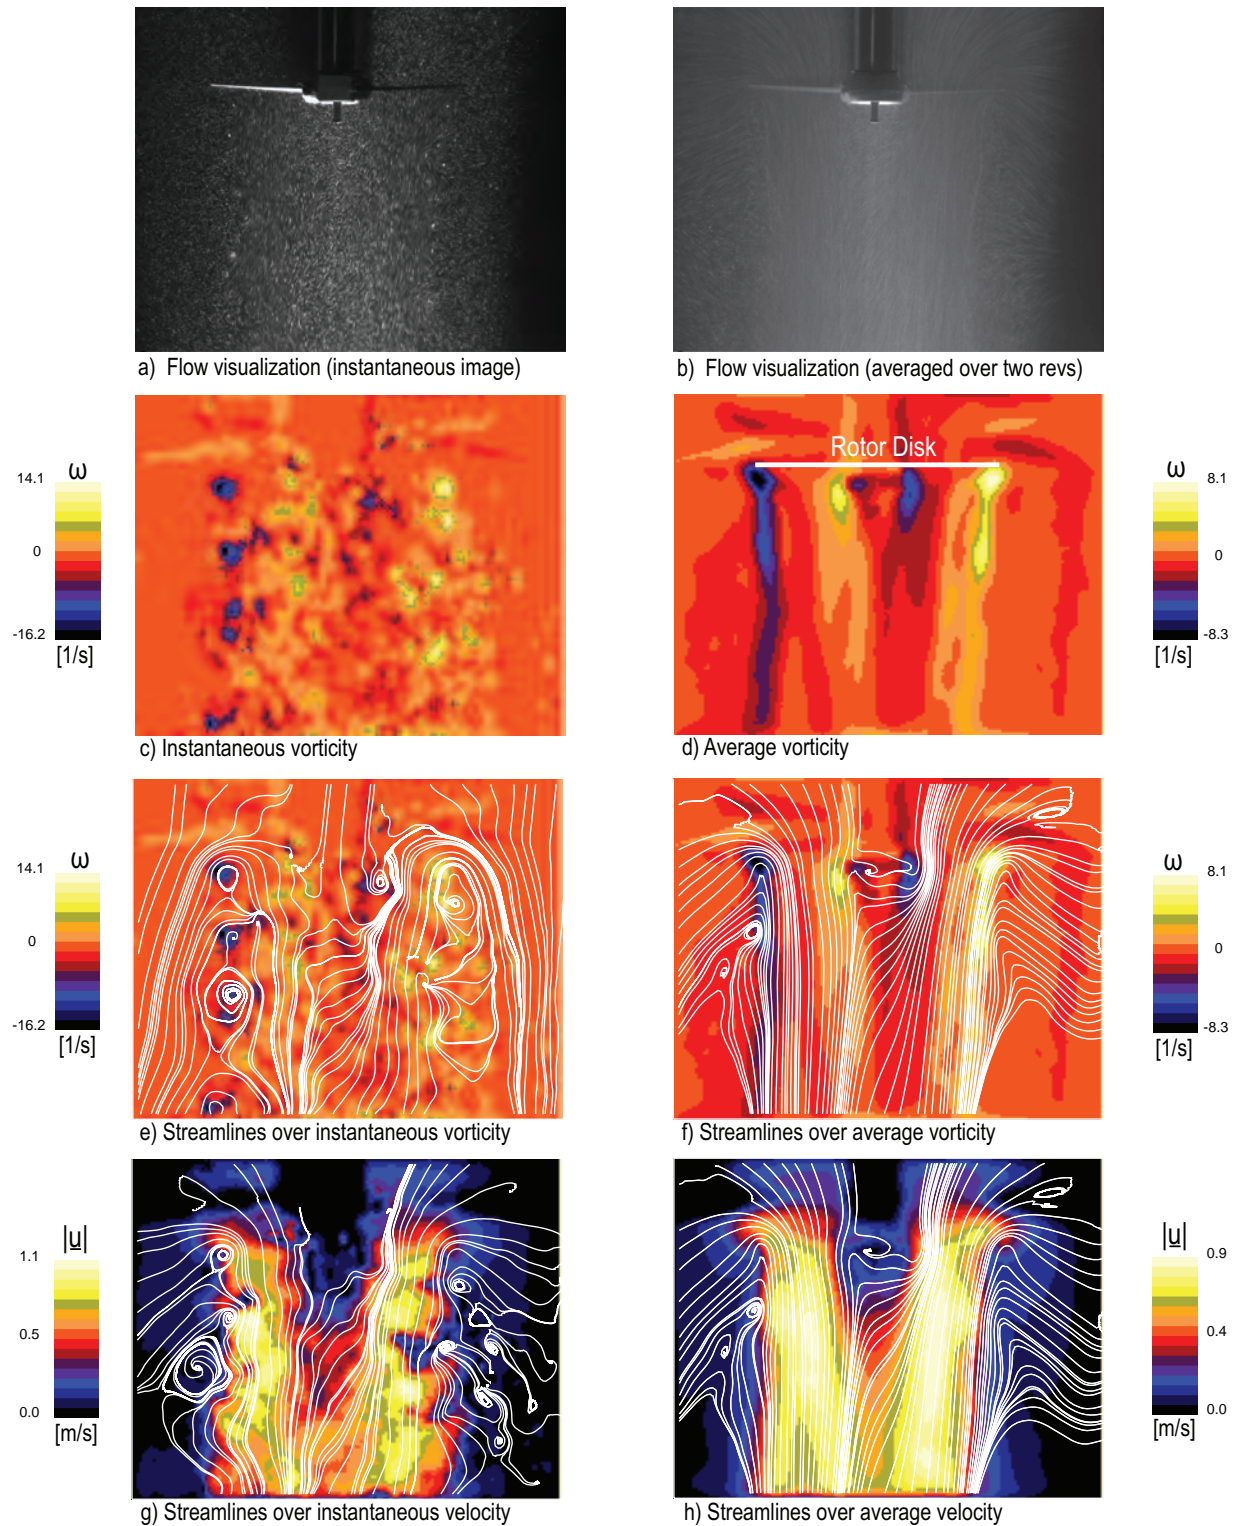 a) Flow visualization (instantaneous image)
b) Flow visualization (averaged over two revs)
ω
14.1
0
-16.2
[1/s]
Rotor Disk
ω
8.1
0
-8.3
[1/s]
c) Instantaneous vorticity
d) Average vorticity
ω
14.1
0
-16.2
[1/s]
ω
8.1
0
-8.3
[1/s]
e) Streamlines over instantaneous vorticity
f) Streamlines over average vorticity
|u|
1.1
0.5
0.0
[m/s]
|u|
0.9
0.4
0.0
[m/s]
g) Streamlines over instantaneous velocity
h) Streamlines over average velocity